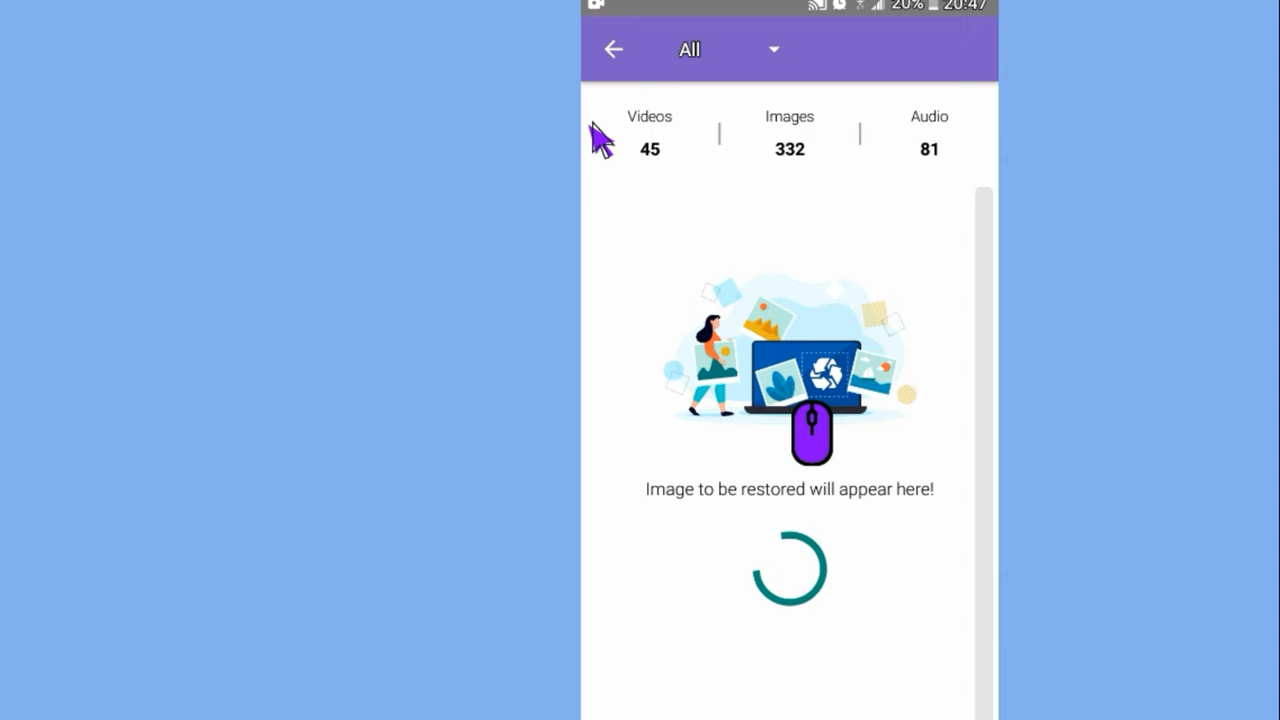 20% 20:47
All
Videos Images Audio
45 332 81
Image to be restored will appear here!